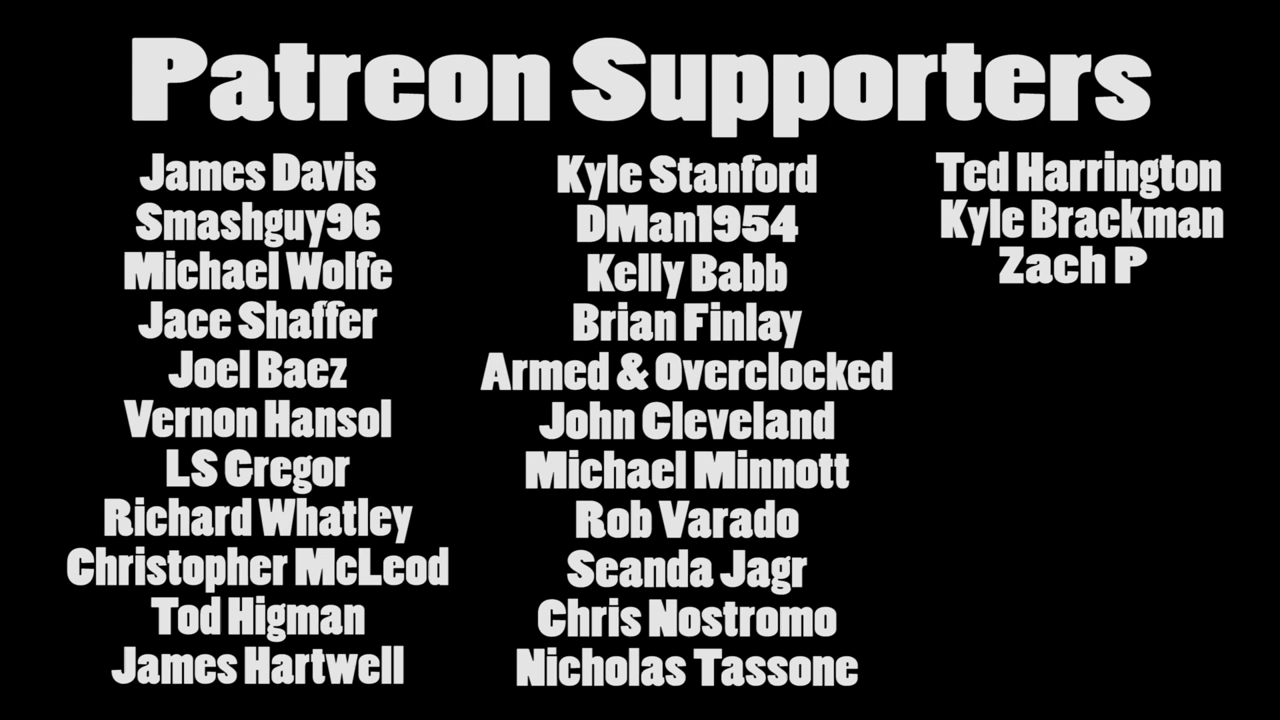 Patreon Supporters
James Davis
Smashguy96
Michael Wolfe
Jace Shaffer
Joel Baez
Vernon Hansol
LS Gregor
Richard Whatley
Christopher McLeod
Tod Higman
James Hartwell
Kyle Stanford
DMan1954
Kelly Babb
Brian Finlay
Armed & Overclocked
John Cleveland
Michael Minnott
Rob Varado
Seanda Jagr
Chris Nostromo
Nicholas Tassone
Ted Harrington
Kyle Brackman
Zach P